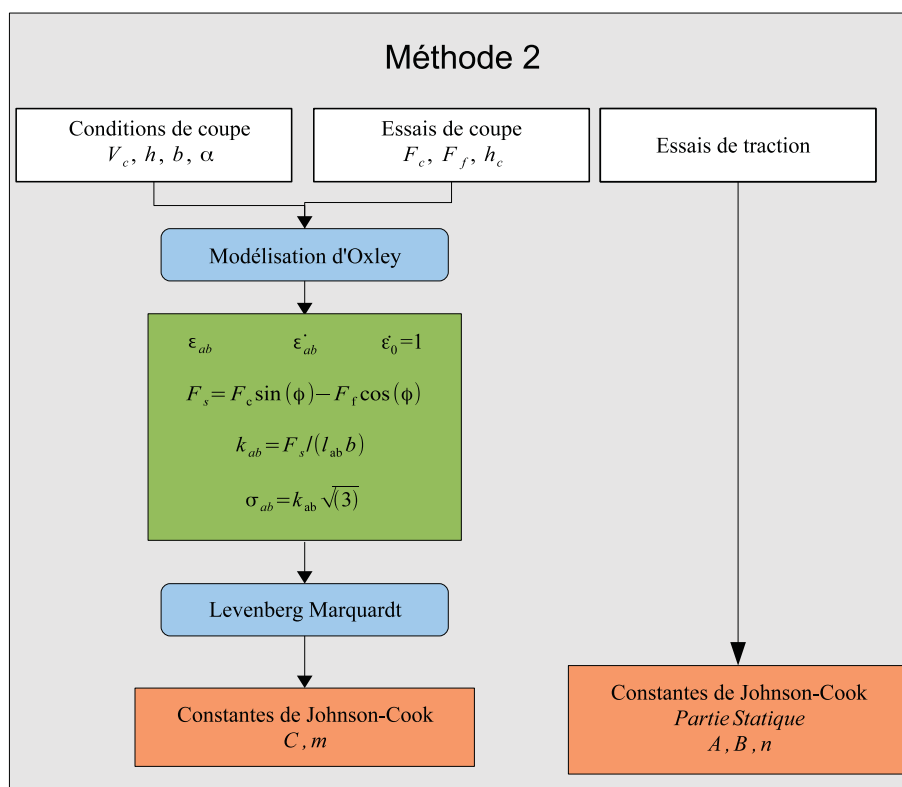 Méthode 2
Conditions de coupe
V_c, h, b, α
Essais de coupe
F_c, F_f, h_c
Essais de traction
Modélisation d'Oxley
ε_ab ε̇_ab ε̇_0=1
F_s=F_c sin(ϕ)−F_f cos(ϕ)
k_ab=F_s/(l_ab b)
σ_ab=k_ab √(3)
Levenberg Marquardt
Constantes de Johnson-Cook
C, m
Constantes de Johnson-Cook
Partie Statique
A, B, n